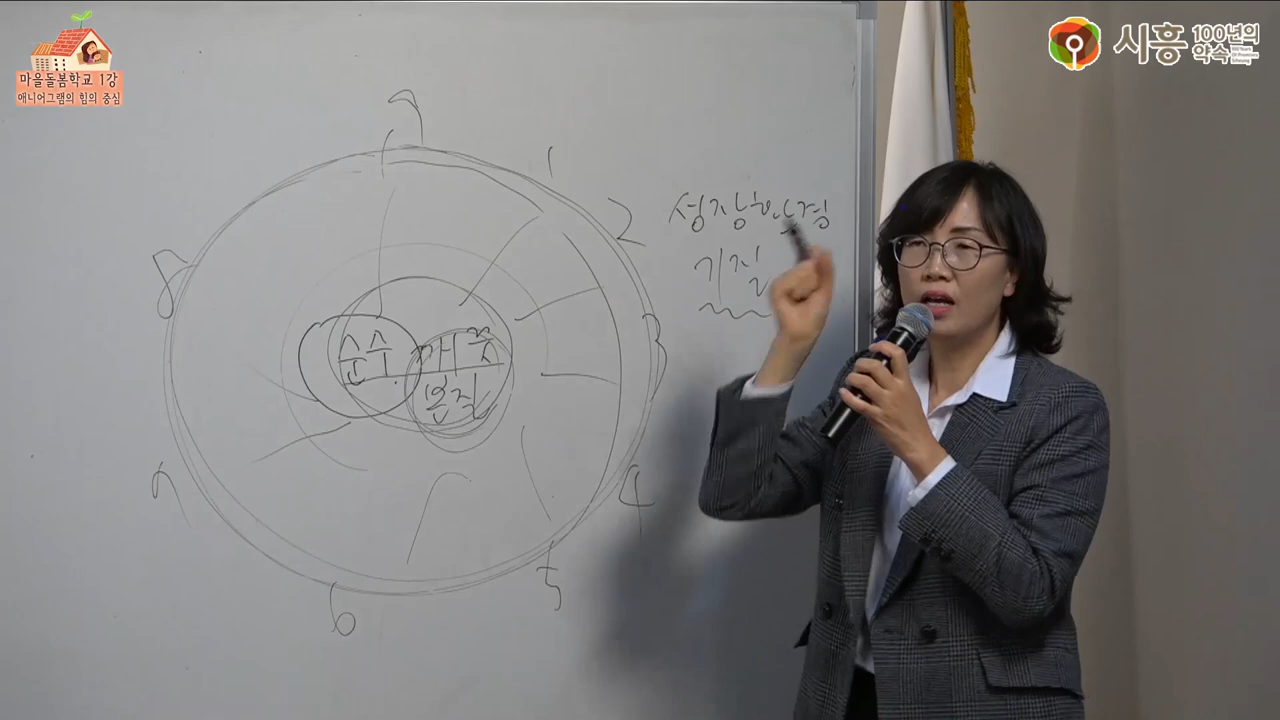 마을돌봄학교 1강
애니어그램의 힘의 중심
시흥 100년의
약속
9
1
2
8
성장환경
기질
3
순수
깨끗
본질
7
4
5
6